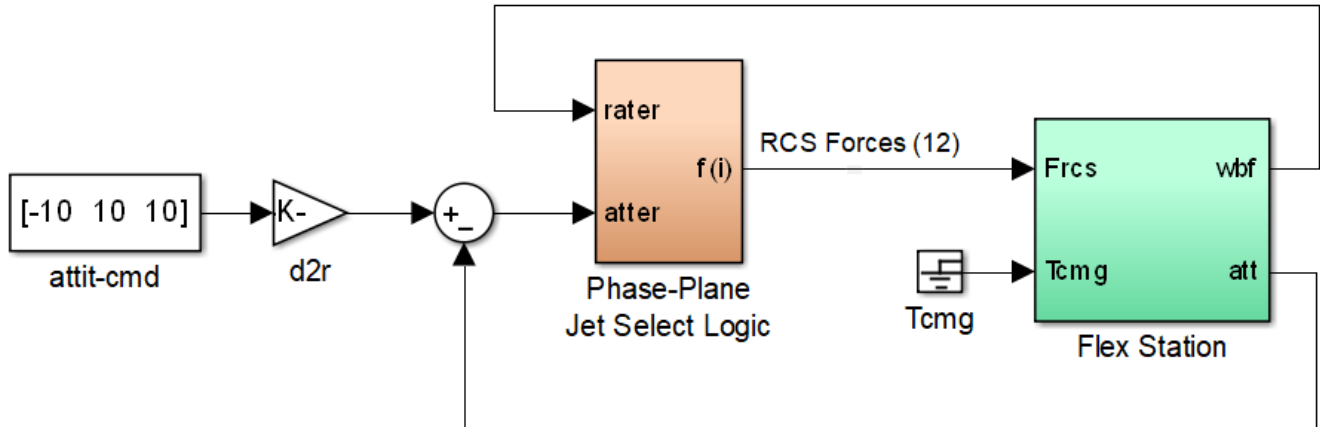 rater
RCS Forces (12)
f(i)
Frcs
wbf
[-10 10 10]
K-
+
-
atter
attit-cmd
d2r
Tcmg
att
Phase-Plane
Jet Select Logic
Tcmg
Flex Station